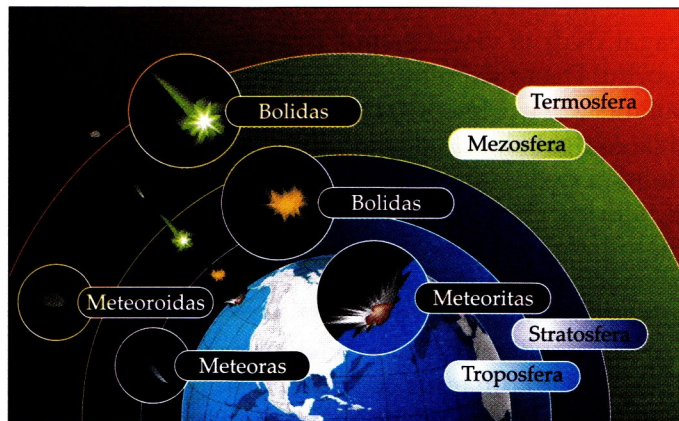 Termosfera
Bolidas
Mezosfera
Bolidas
Meteoroidas
Meteoritas
Stratosfera
Meteoras
Troposfera